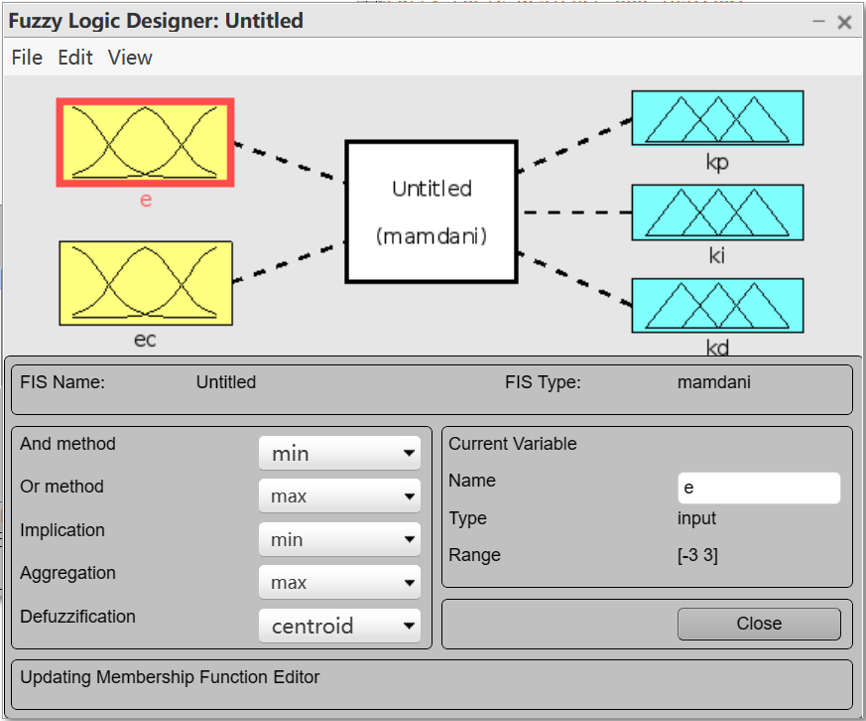 Fuzzy Logic Designer: Untitled
File Edit View
e
ec
Untitled
(mamdani)
kp
ki
kd
FIS Name: Untitled FIS Type: mamdani
And method min
Or method max
Implication min
Aggregation max
Defuzzification centroid
Current Variable
Name e
Type input
Range [-3 3]
Close
Updating Membership Function Editor